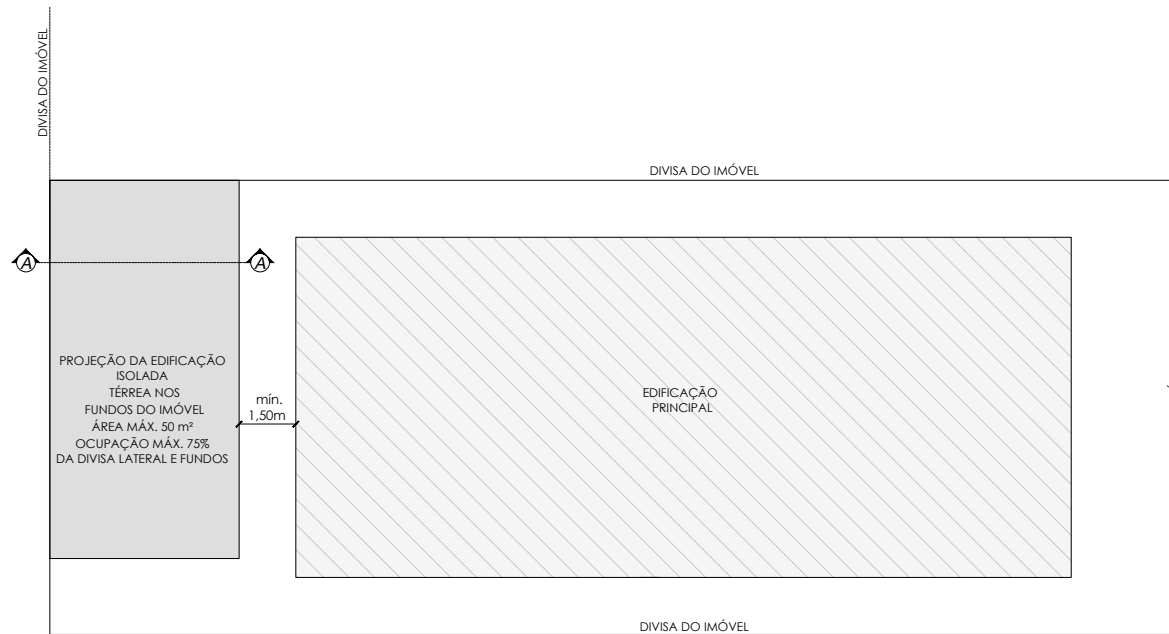 DIVISA DO IMÓVEL
DIVISA DO IMÓVEL
A
A
PROJEÇÃO DA EDIFICAÇÃO
ISOLADA
TÉRREA NOS
FUNDOS DO IMÓVEL
ÁREA MÁX. 50 m²
OCUPAÇÃO MÁX. 75%
DA DIVISA LATERAL E FUNDOS
mín.
1,50m
EDIFICAÇÃO
PRINCIPAL
DIVISA DO IMÓVEL